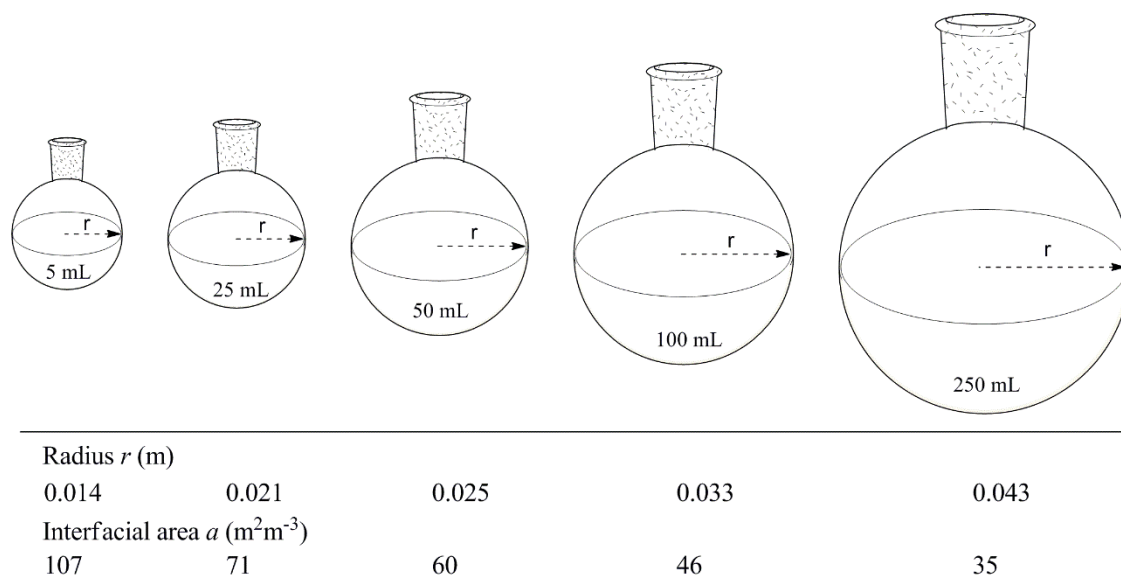 r r r r r
5 mL 25 mL 50 mL 100 mL 250 mL
Radius r (m)
0.014 0.021 0.025 0.033 0.043
Interfacial area a (m²m⁻³)
107 71 60 46 35